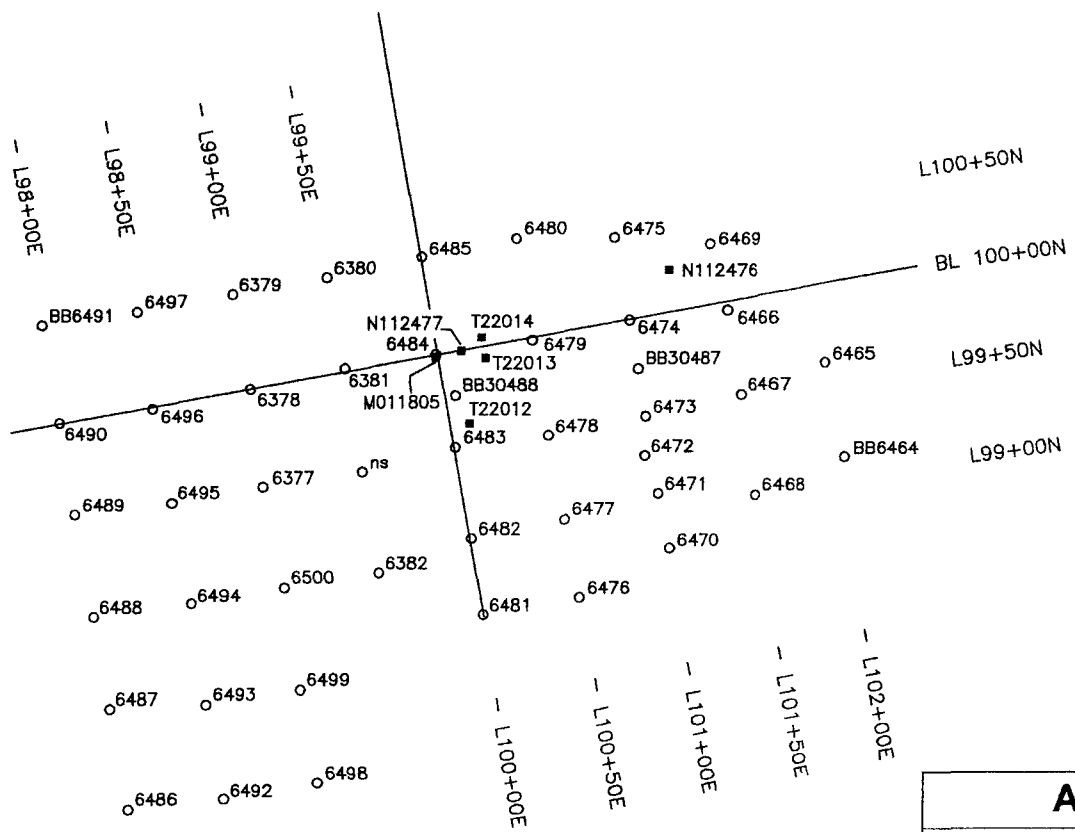 – L98+00E
– L98+50E
– L99+00E
– L99+50E
L100+50N
BL 100+00N
L99+50N
L99+00N
6485
6480
6475
6469
N112476
6380
6379
6497
BB6491
N112477
T22014
6484
6479
6474
6466
T22013
BB30487
6465
6381
M011805
BB30488
6467
6378
6496
6490
T22012
6473
6478
6483
6472
BB6464
ns
6377
6495
6489
6471
6468
6477
6482
6470
6382
6500
6494
6488
6476
6481
6499
6493
6487
6498
6492
6486
– L100+00E
– L100+50E
– L101+00E
– L101+50E
– L102+00E
A